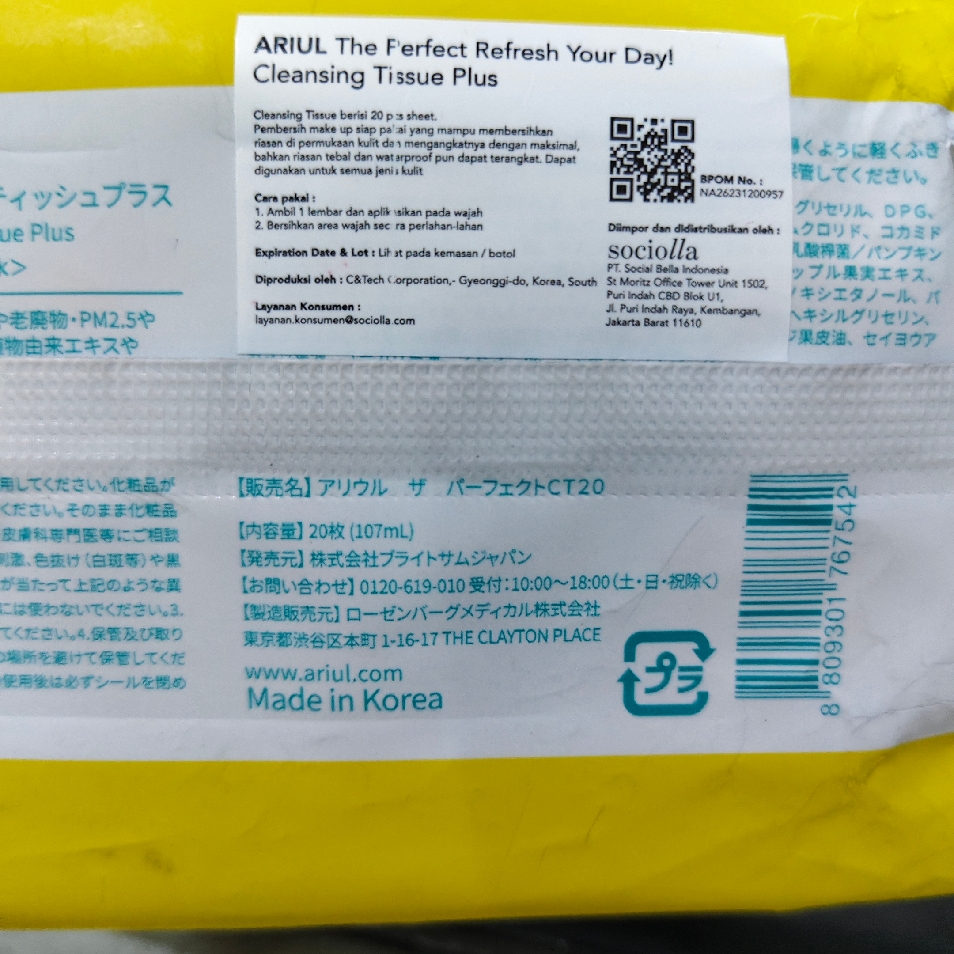 ARIUL The Perfect Refresh Your Day!
Cleansing Tissue Plus
Cleansing Tissue berisi 20 pcs sheet.
Pembersih make up siap pakai yang mampu membersihkan
riasan di permukaan kulit dan mengangkatnya dengan maksimal,
bahkan riasan tebal dan waterproof pun dapat terangkat. Dapat
digunakan untuk semua jenis kulit
Cara pakai :
1. Ambil 1 lembar dan aplikasikan pada wajah
2. Bersihkan area wajah secara perlahan-lahan
Expiration Date & Lot : Lihat pada kemasan / botol
Diproduksi oleh : C&Tech Corporation,- Gyeonggi-do, Korea, South
Layanan Konsumen :
layanan.konsumen@sociolla.com
BPOM No. :
NA26231200957
Diimpor dan didistribusikan oleh :
sociolla
PT. Social Bella Indonesia
St Moritz Office Tower Unit 1502,
Puri Indah CBD Blok U1,
Jl. Puri Indah Raya, Kembangan,
Jakarta Barat 11610
ティッシュプラス
ue Plus
k>
や老廃物・PM2.5や
物由来エキスや
くように軽くふき
管してください。
グリセリル、DPG、
クロリド、コカミド
乳酸桿菌/パンプキン
ップル果実エキス、
キシエタノール、パ
ヘキシルグリセリン、
果皮油、セイヨウア
用してください。化粧品が
ください。そのまま化粧品
皮膚科専門医等にご相談
刺激、色抜け(白斑等)や黒
が当たって上記のような異
には使わないでください。3.
てください。4.保管及び取り
の場所を避けて保管してくだ
使用後は必ずシールを閉め
【販売名】アリウル ザ パーフェクトCT20
【内容量】20枚(107mL)
【発売元】株式会社ブライトサムジャパン
【お問い合わせ】0120-619-010 受付:10:00～18:00(土・日・祝除く)
【製造販売元】ローゼンバーグメディカル株式会社
東京都渋谷区本町 1-16-17 THE CLAYTON PLACE
www.ariul.com
Made in Korea
プラ
8 809301 767542